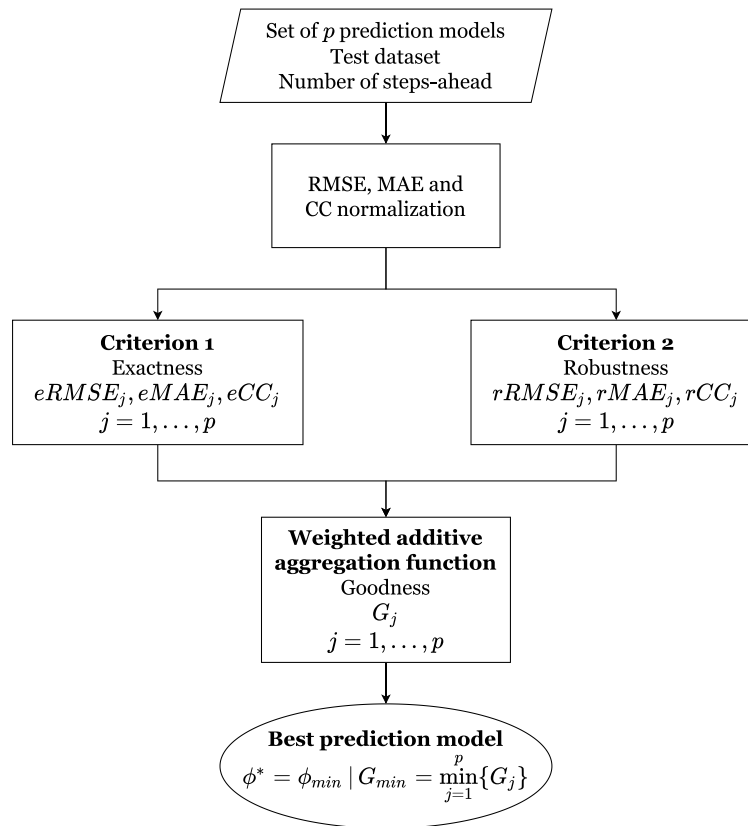 Set of p prediction models
Test dataset
Number of steps-ahead
RMSE, MAE and
CC normalization
Criterion 1
Exactness
eRMSE_j, eMAE_j, eCC_j
j = 1, . . . , p
Criterion 2
Robustness
rRMSE_j, rMAE_j, rCC_j
j = 1, . . . , p
Weighted additive
aggregation function
Goodness
G_j
j = 1, . . . , p
Best prediction model
ϕ* = ϕ_min | G_min = min_{j=1}^{p}{G_j}